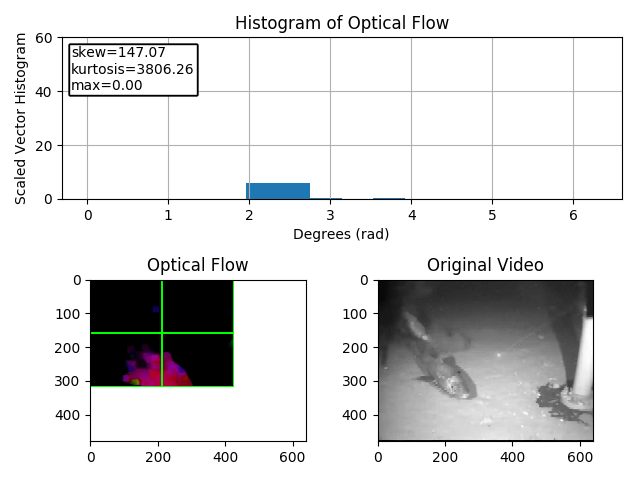 Histogram of Optical Flow
60
40
20
0
Scaled Vector Histogram
skew=147.07
kurtosis=3806.26
max=0.00
0 1 2 3 4 5 6
Degrees (rad)
Optical Flow
0
100
200
300
400
0 200 400 600
Original Video
0
100
200
300
400
0 200 400 600